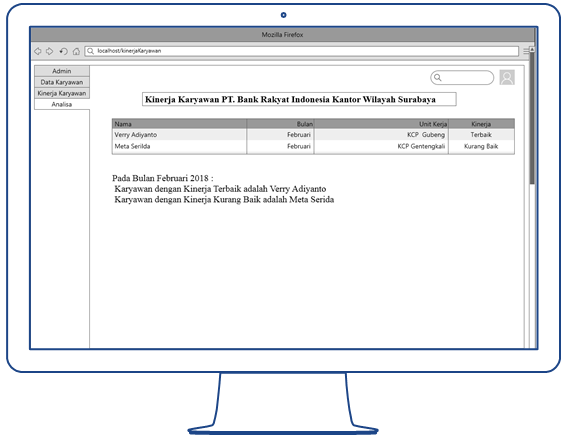 Mozilla Firefox
localhost/kinerjaKaryawan
Admin
Data Karyawan
Kinerja Karyawan
Analisa
Kinerja Karyawan PT. Bank Rakyat Indonesia Kantor Wilayah Surabaya
Nama Bulan Unit Kerja Kinerja
Verry Adiyanto Februari KCP Gubeng Terbaik
Meta Serilda Februari KCP Gentengkali Kurang Baik
Pada Bulan Februari 2018 :
Karyawan dengan Kinerja Terbaik adalah Verry Adiyanto
Karyawan dengan Kinerja Kurang Baik adalah Meta Serida